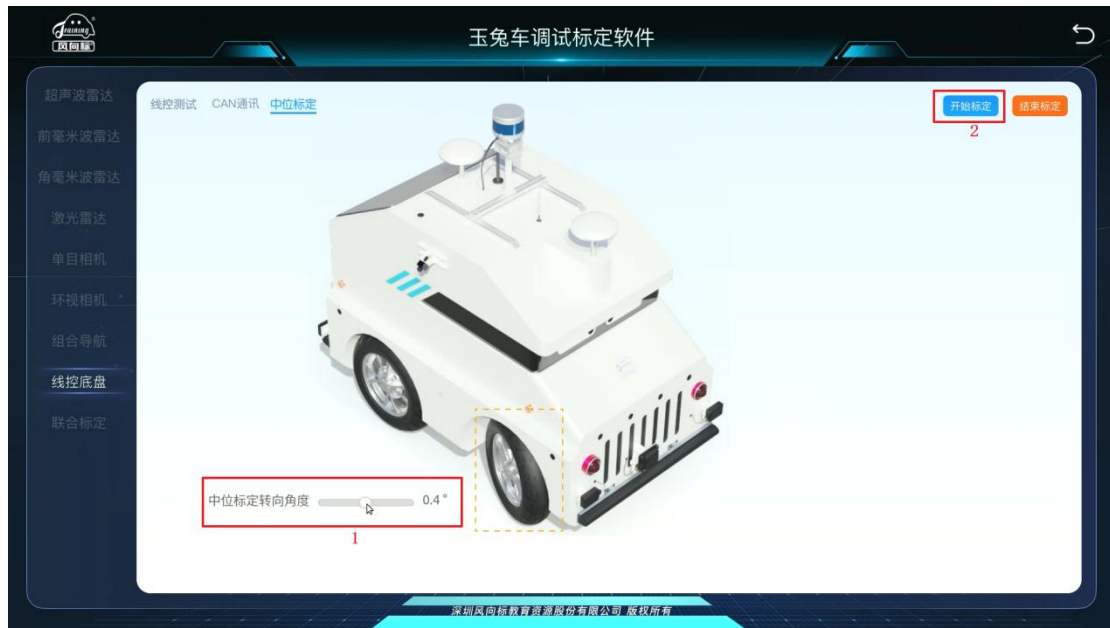 Training
风向标
玉兔车调试标定软件
超声波雷达
前毫米波雷达
角毫米波雷达
激光雷达
单目相机
环视相机
组合导航
线控底盘
联合标定
线控测试 CAN通讯 中位标定
开始标定 结束标定
2
中位标定转向角度 0.4°
1
深圳风向标教育资源股份有限公司 版权所有